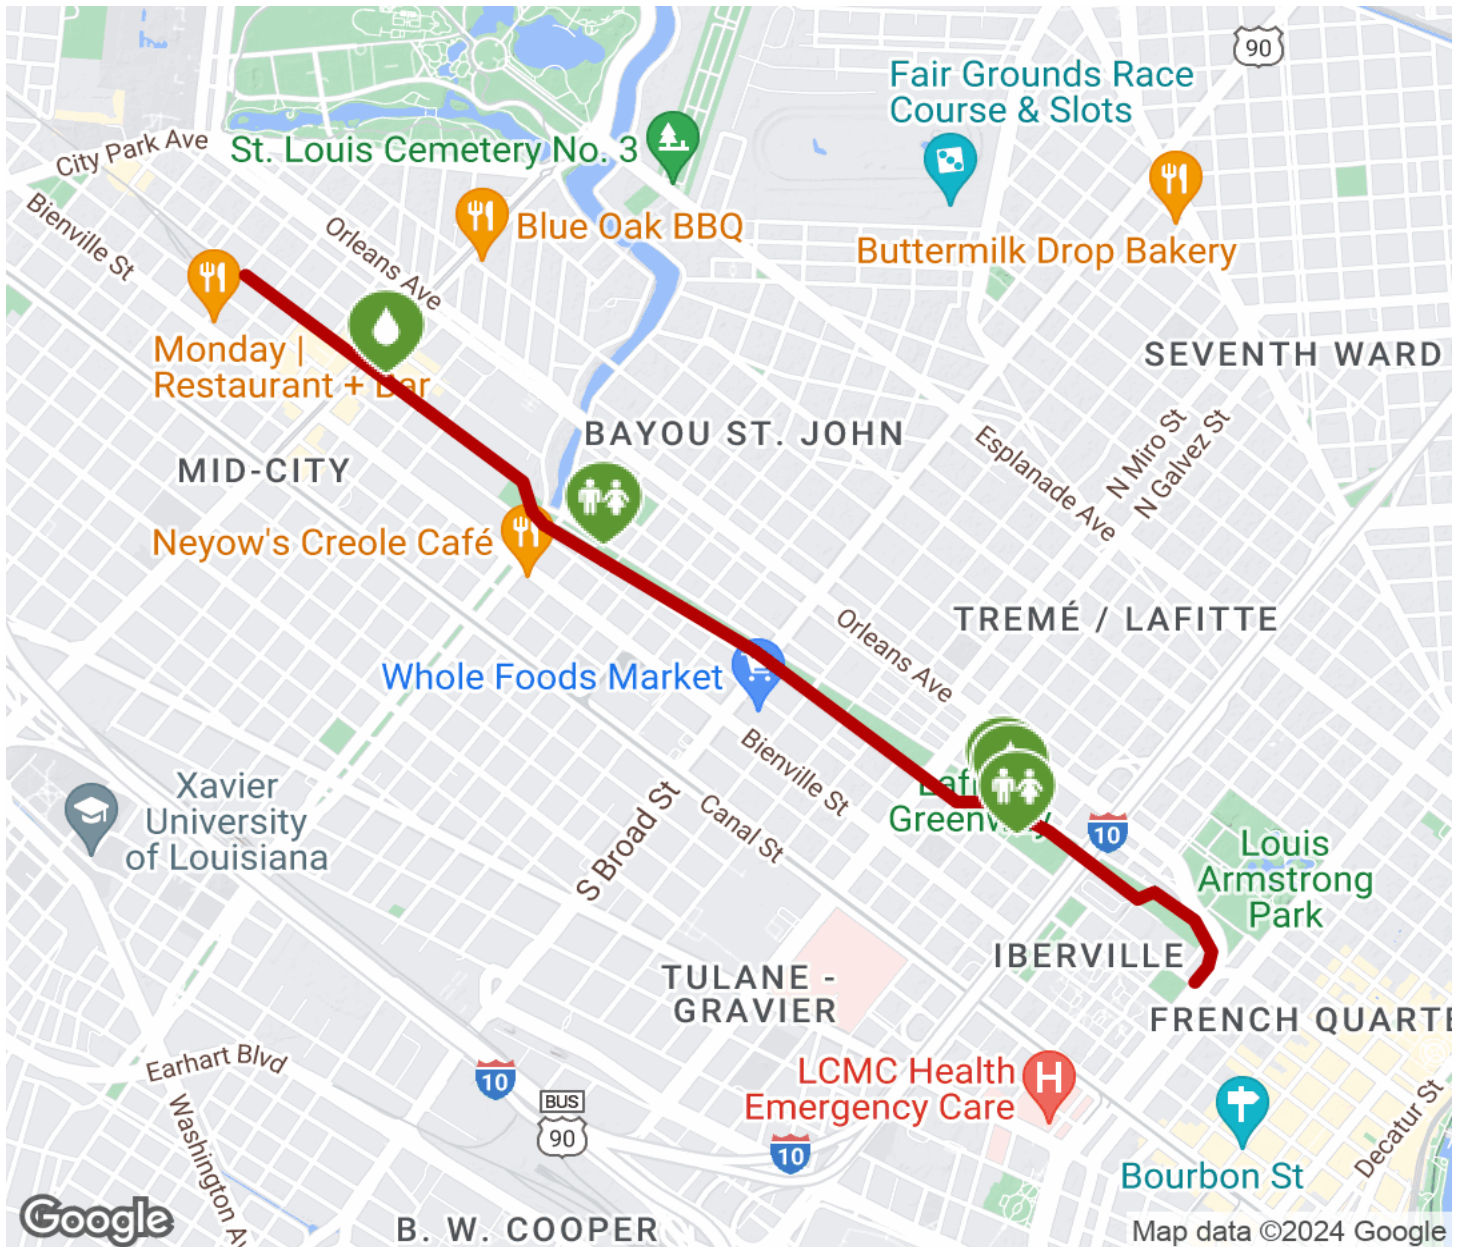 90
Fair Grounds Race
Course & Slots
City Park Ave
St. Louis Cemetery No. 3
Bienville St
Orleans Ave
Blue Oak BBQ
Buttermilk Drop Bakery
Monday |
Restaurant + Bar
SEVENTH WARD
BAYOU ST. JOHN
N Miro St
N Galvez St
Esplanade Ave
MID-CITY
Neyow's Creole Café
TREMÉ / LAFITTE
Orleans Ave
Whole Foods Market
Bienville St
Canal St
S Broad St
Greenway
10
Xavier
University
of Louisiana
Louis
Armstrong
Park
IBERVILLE
TULANE -
GRAVIER
FRENCH QUARTE
Earhart Blvd
10
BUS
90
LCMC Health
Emergency Care
H
10
Washington A
Decatur St
Bourbon St
B. W. COOPER
Google
Map data ©2024 Google